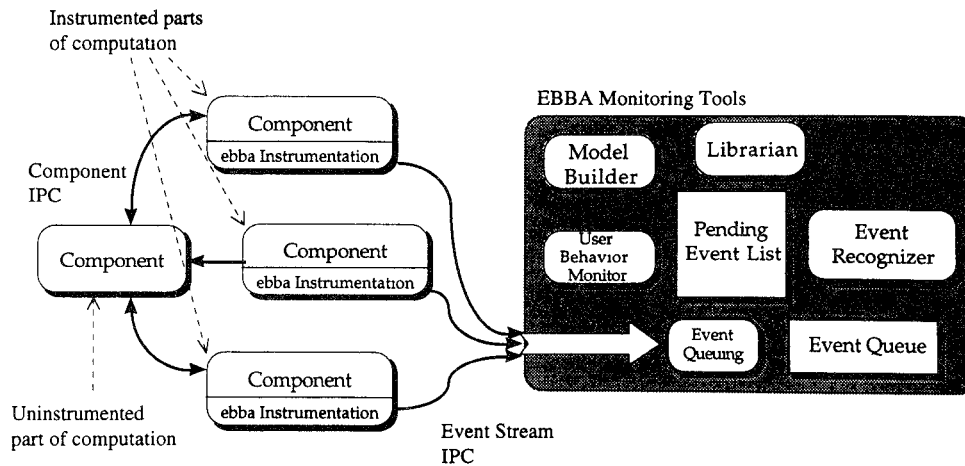 Instrumented parts
of computation
EBBA Monitoring Tools
Component
ebba Instrumentation
Model
Builder
Librarian
Component
IPC
Component
Component
ebba Instrumentation
User
Behavior
Monitor
Pending
Event List
Event
Recognizer
Event
Queuing
Event Queue
Component
ebba Instrumentation
Uninstrumented
part of computation
Event Stream
IPC